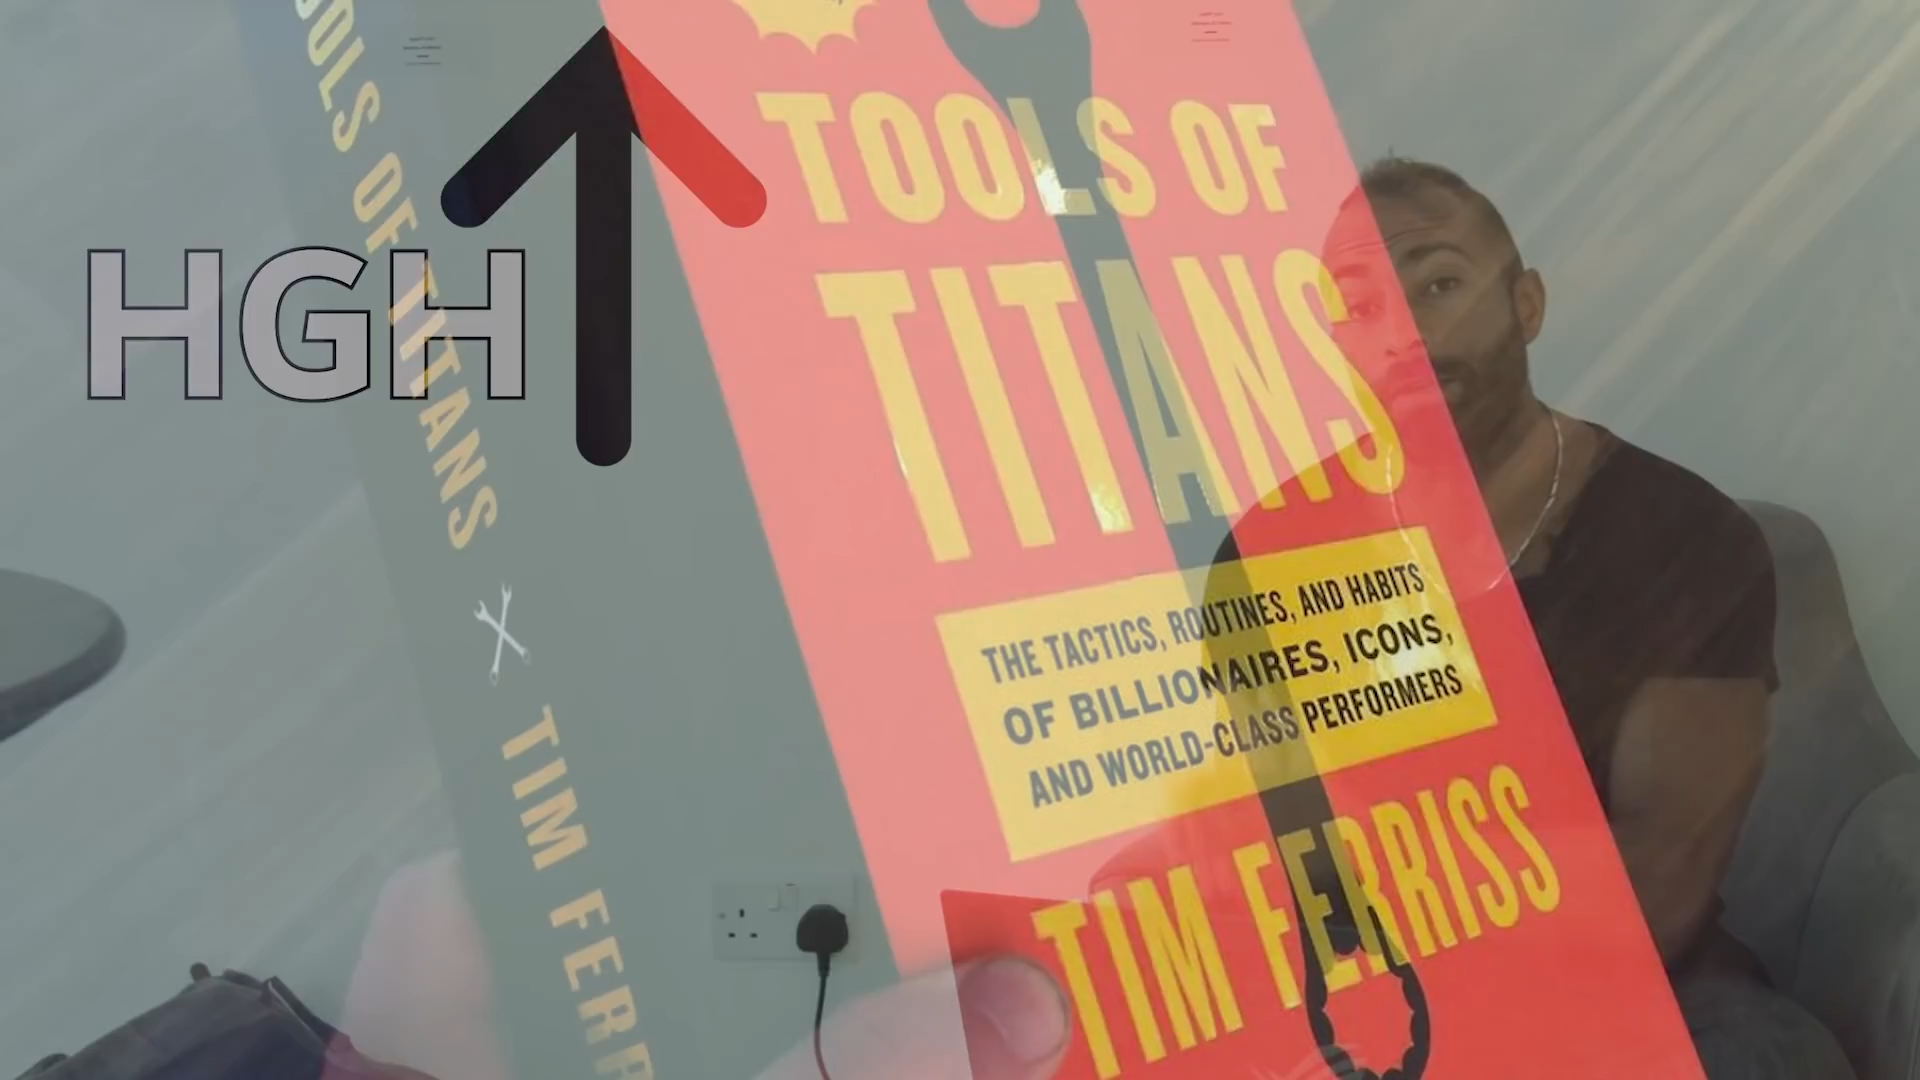 TOOLS OF
TITANS
THE TACTICS, ROUTINES, AND HABITS
OF BILLIONAIRES, ICONS,
AND WORLD-CLASS PERFORMERS
TIM FERRISS
OLS OF TITANS TIM FERR
HGH